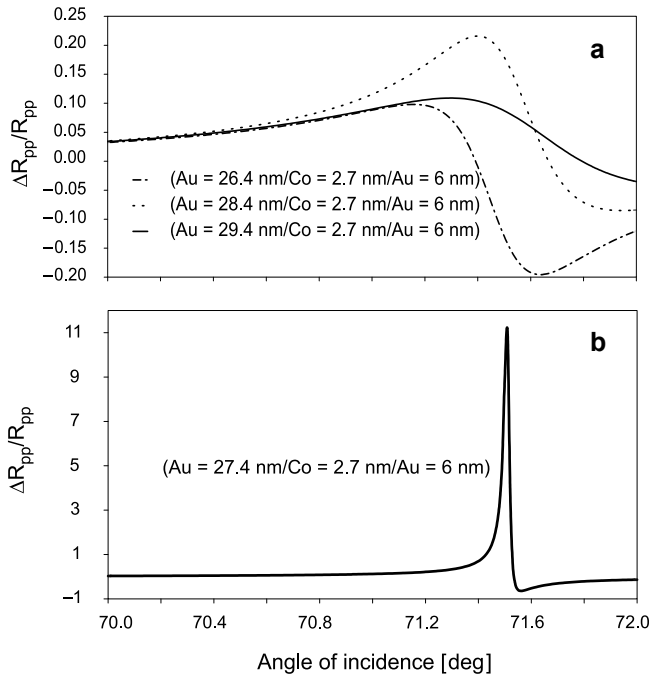 0.25
0.20
0.15
0.10
0.05
0.00
−0.05
−0.10
−0.15
−0.20
ΔRpp/Rpp
a
(Au = 26.4 nm/Co = 2.7 nm/Au = 6 nm)
(Au = 28.4 nm/Co = 2.7 nm/Au = 6 nm)
(Au = 29.4 nm/Co = 2.7 nm/Au = 6 nm)
11
9
7
5
3
1
−1
ΔRpp/Rpp
b
(Au = 27.4 nm/Co = 2.7 nm/Au = 6 nm)
70.0 70.4 70.8 71.2 71.6 72.0
Angle of incidence [deg]